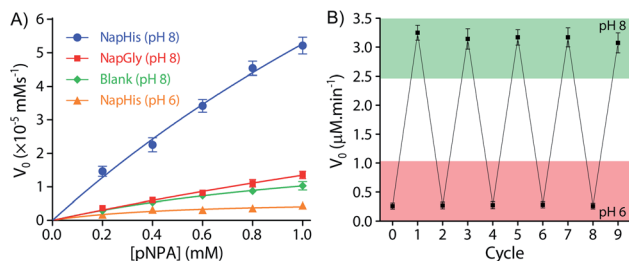 A)
V₀ (×10⁻⁵ mMs⁻¹)
6
5
4
3
2
1
0
NapHis (pH 8)
NapGly (pH 8)
Blank (pH 8)
NapHis (pH 6)
0.0 0.2 0.4 0.6 0.8 1.0
[pNPA] (mM)
B)
V₀ (μM.min⁻¹)
3.5
3.0
2.5
2.0
1.5
1.0
0.5
0.0
pH 8
pH 6
0 1 2 3 4 5 6 7 8 9
Cycle